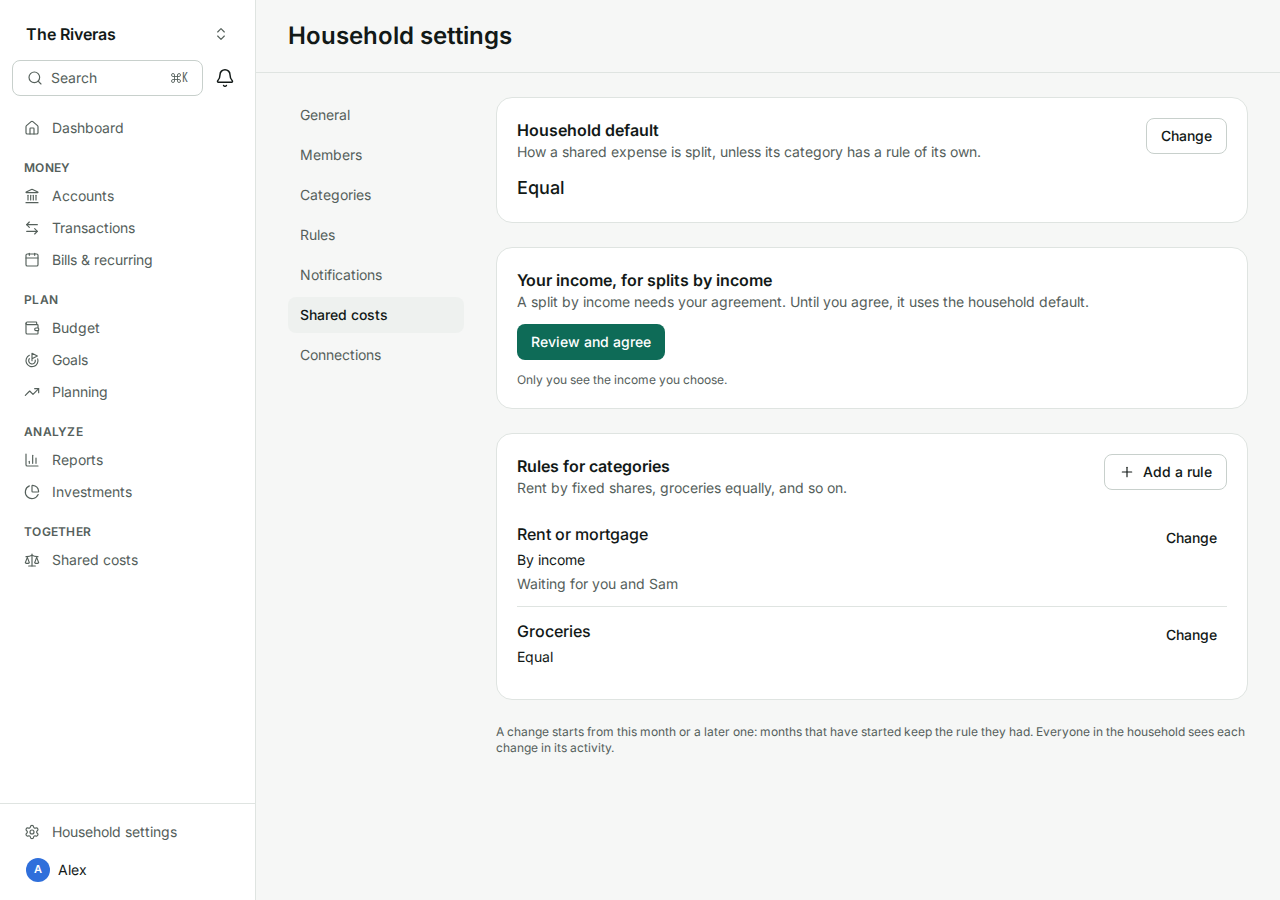 The Riveras
Search
⌘K
Dashboard
MONEY
Accounts
Transactions
Bills & recurring
PLAN
Budget
Goals
Planning
ANALYZE
Reports
Investments
TOGETHER
Shared costs
Household settings
A
Alex
Household settings
General
Members
Categories
Rules
Notifications
Shared costs
Connections
Household default
How a shared expense is split, unless its category has a rule of its own.
Change
Equal
Your income, for splits by income
A split by income needs your agreement. Until you agree, it uses the household default.
Review and agree
Only you see the income you choose.
Rules for categories
Rent by fixed shares, groceries equally, and so on.
Add a rule
Rent or mortgage
Change
By income
Waiting for you and Sam
Groceries
Change
Equal
A change starts from this month or a later one: months that have started keep the rule they had. Everyone in the household sees each
change in its activity.